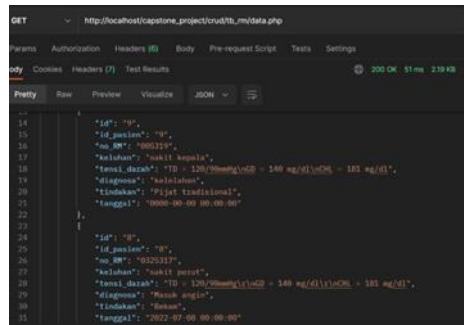 GET http://localhost/capstone_project/crud/tb_rm/data.php
Params Authorization Headers (6) Body Pre-request Script Tests Settings
ody Cookies Headers (7) Test Results 200 OK 51 ms 2.19 KB
Pretty Raw Preview Visualize JSON
14 "id": "9",
15 "id_pasien": "9",
16 "no_RM": "005319",
17 "keluhan": "sakit kepala",
18 "tensi_darah": "TD = 120/90mmHg\nGD = 140 mg/dl\nCHL = 181 mg/dl",
19 "diagnosa": "kelelahan",
20 "tindakan": "Pijat tradisional",
21 "tanggal": "0000-00-00 00:00:00"
22 },
23 {
24 "id": "8",
25 "id_pasien": "8",
26 "no_RM": "0325317",
27 "keluhan": "sakit perut",
28 "tensi_darah": "TD = 120/90mmHg\r\nGD = 140 mg/dl\r\nCHL = 181 mg/dl",
29 "diagnosa": "Masuk angin",
30 "tindakan": "Bekam",
31 "tanggal": "2022-07-08 00:00:00"